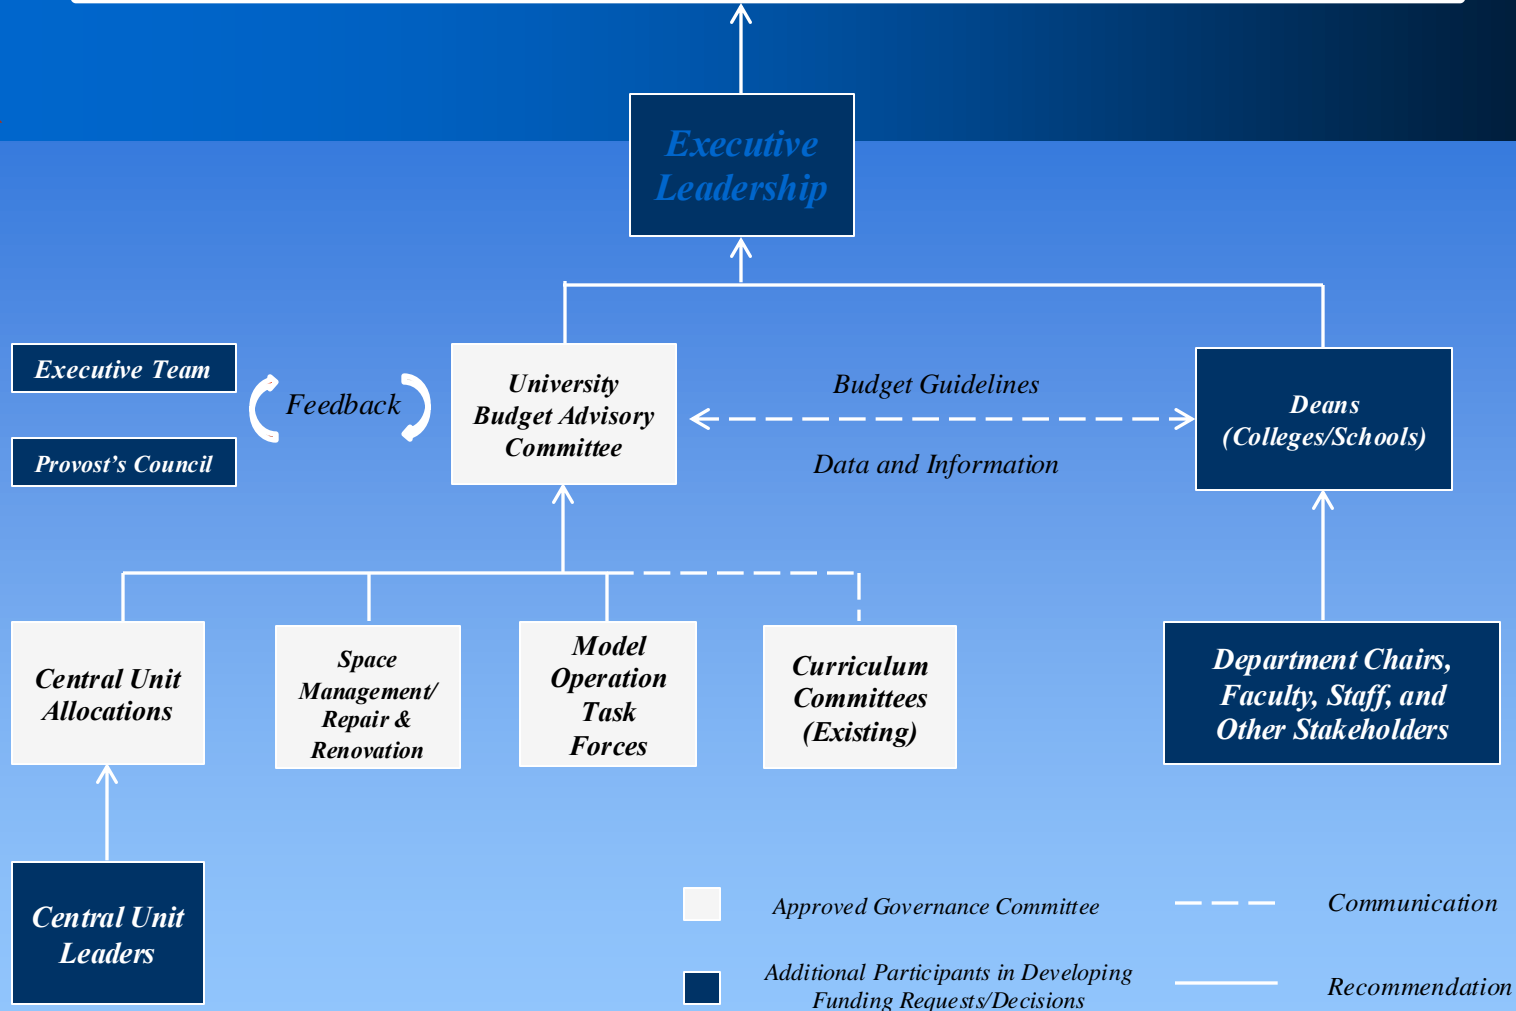 Executive
Leadership
Executive Team
Feedback
Provost’s Council
University
Budget Advisory
Committee
Budget Guidelines
Data and Information
Deans
(Colleges/Schools)
Central Unit
Allocations
Space
Management/
Repair &
Renovation
Model
Operation
Task
Forces
Curriculum
Committees
(Existing)
Department Chairs,
Faculty, Staff, and
Other Stakeholders
Central Unit
Leaders
Approved Governance Committee
Communication
Additional Participants in Developing
Funding Requests/Decisions
Recommendation